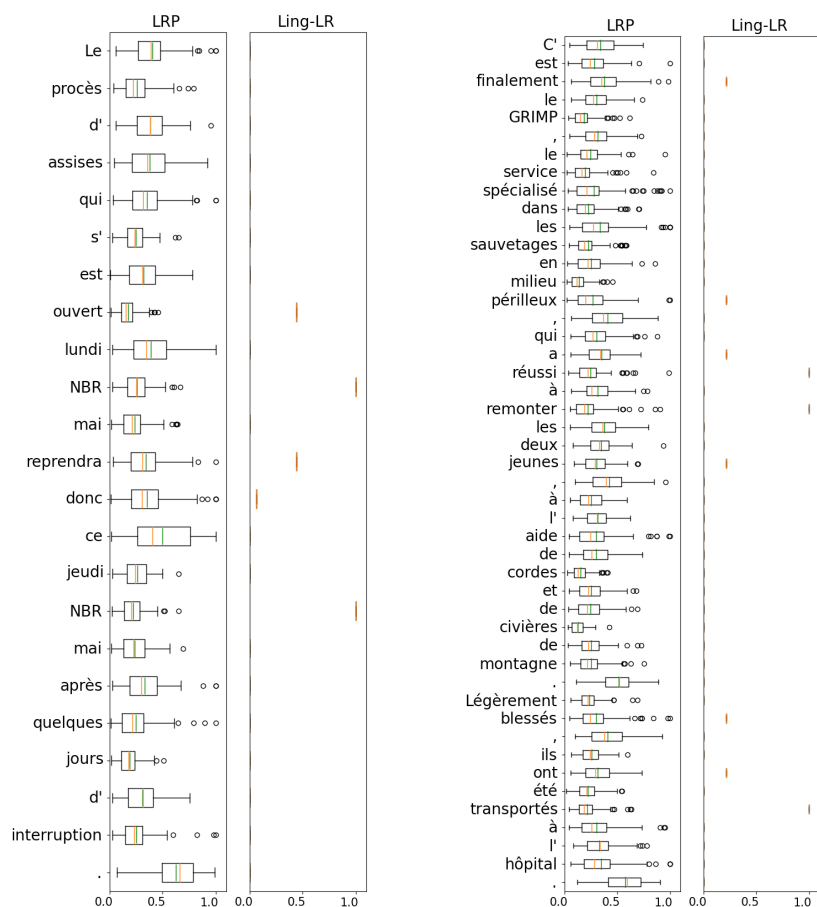 LRP Ling-LR
Le
procès
d'
assises
qui
s'
est
ouvert
lundi
NBR
mai
reprendra
donc
ce
jeudi
NBR
mai
après
quelques
jours
d'
interruption
.
0.0 0.5 1.0 0.0 0.5 1.0
LRP Ling-LR
C'
est
finalement
le
GRIMP
,
le
service
spécialisé
dans
les
sauvetages
en
milieu
périlleux
,
qui
a
réussi
à
remonter
les
deux
jeunes
,
à
l'
aide
de
cordes
et
de
civières
de
montagne
.
Légèrement
blessés
,
ils
ont
été
transportés
à
l'
hôpital
.
0.0 0.5 1.0 0.0 0.5 1.0